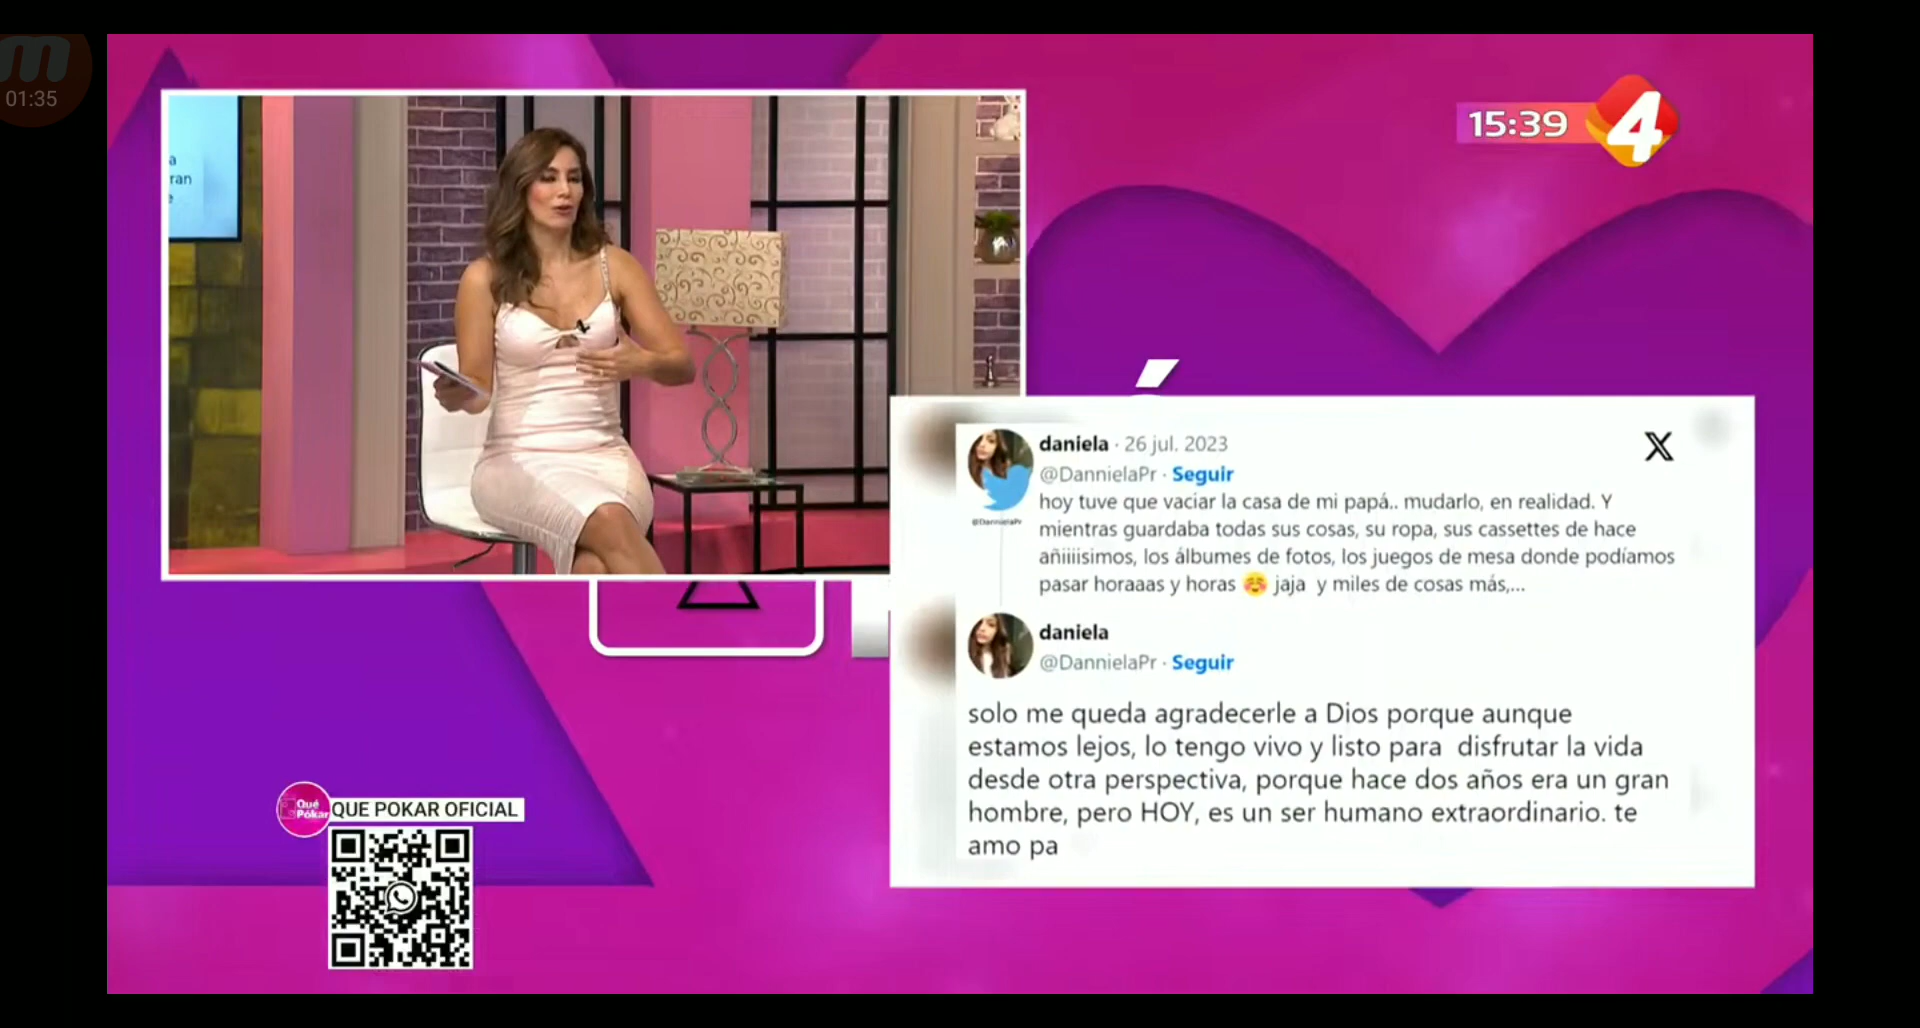 m
01:35
a
ran
e
15:39
4
daniela · 26 jul. 2023
X
@DannielaPr · Seguir
@DannielaPr
hoy tuve que vaciar la casa de mi papá.. mudarlo, en realidad. Y
mientras guardaba todas sus cosas, su ropa, sus cassettes de hace
añiiiisimos, los álbumes de fotos, los juegos de mesa donde podíamos
pasar horaaas y horas ☺️ jaja  y miles de cosas más,...
daniela
@DannielaPr · Seguir
solo me queda agradecerle a Dios porque aunque
estamos lejos, lo tengo vivo y listo para  disfrutar la vida
desde otra perspectiva, porque hace dos años era un gran
hombre, pero HOY, es un ser humano extraordinario. te
amo pa
Qué
Pókar
QUE POKAR OFICIAL